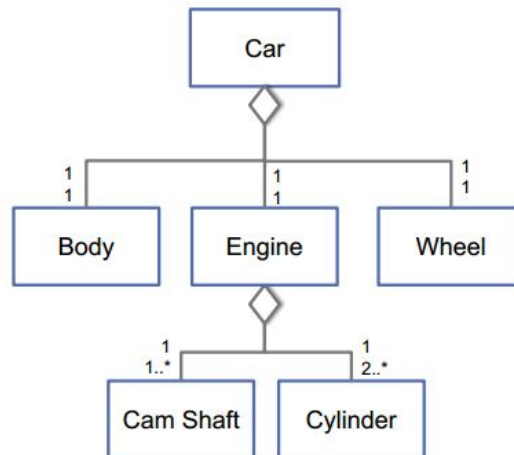 Car
1
1
1
1
1
1
Body
Engine
Wheel
1
1..*
1
2..*
Cam Shaft
Cylinder